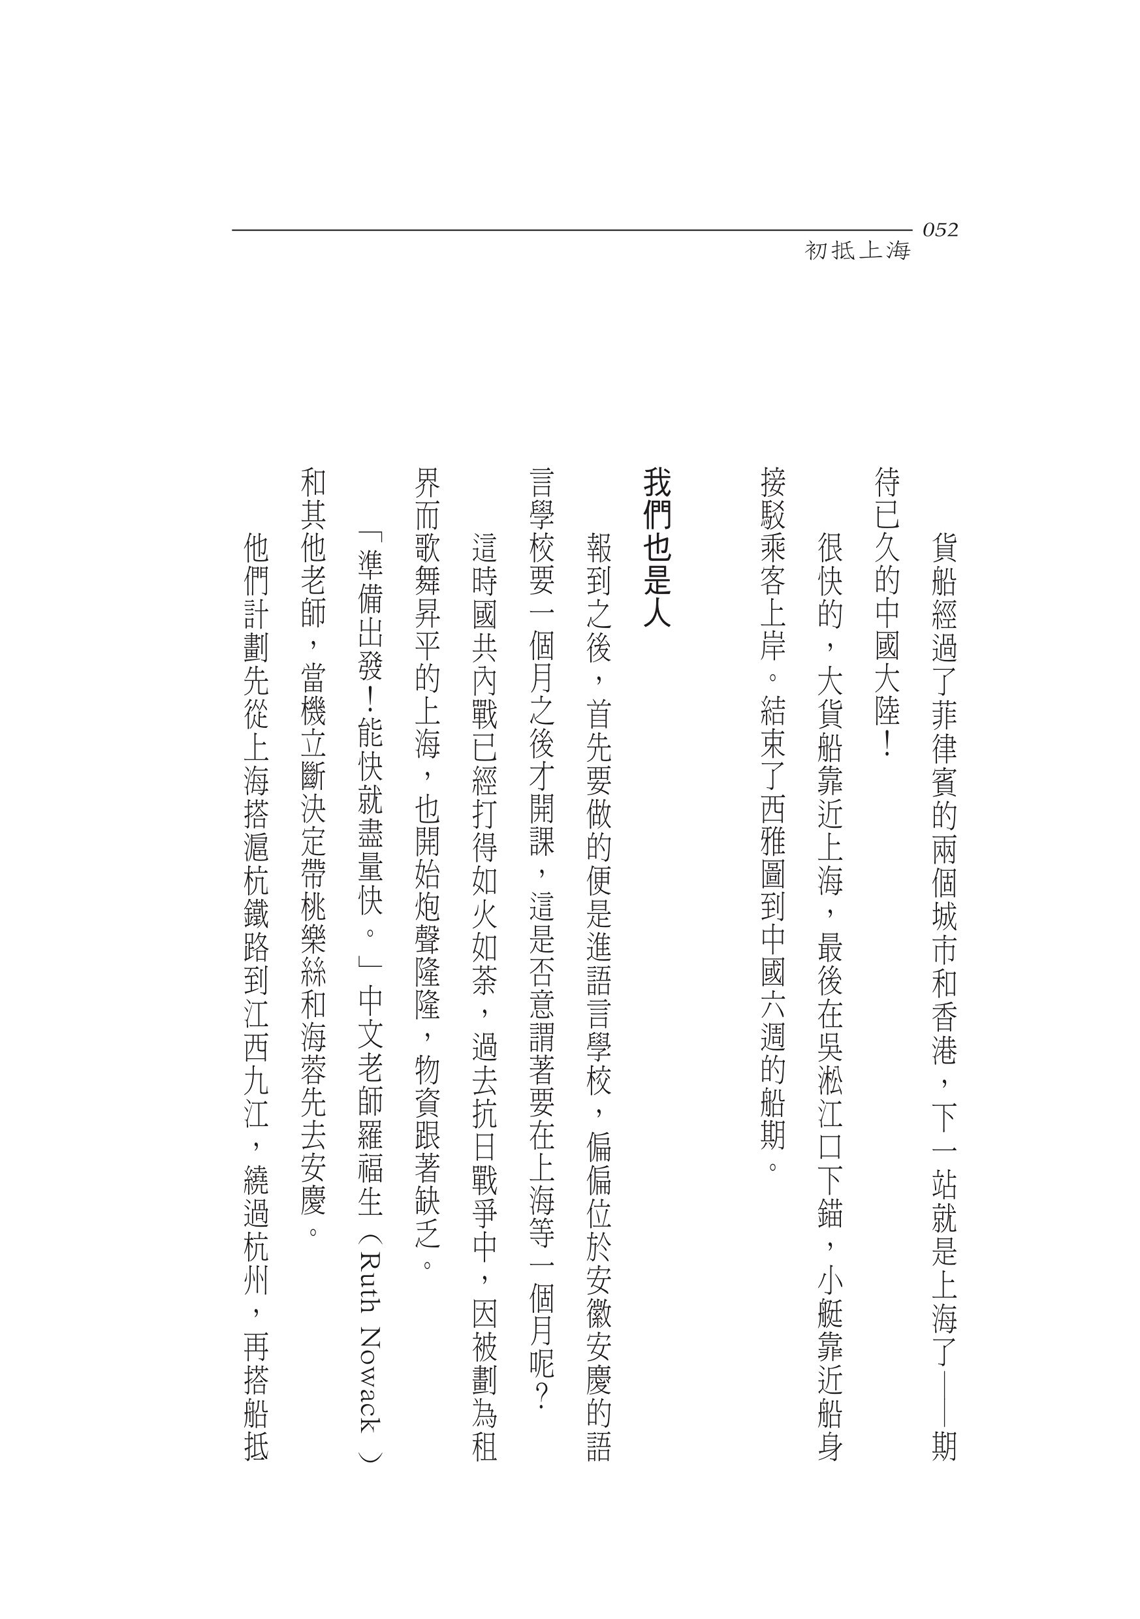 052
初抵上海
貨船經過了菲律賓的兩個城市和香港，下一站就是上海了——期
待已久的中國大陸！
很快的，大貨船靠近上海，最後在吳淞江口下錨，小艇靠近船身
接駁乘客上岸。結束了西雅圖到中國六週的船期。
我們也是人
報到之後，首先要做的便是進語言學校，偏偏位於安徽安慶的語
言學校要一個月之後才開課，這是否意謂著要在上海等一個月呢？
這時國共內戰已經打得如火如荼，過去抗日戰爭中，因被劃為租
界而歌舞昇平的上海，也開始炮聲隆隆，物資跟著缺乏。
「準備出發！能快就盡量快。」中文老師羅福生（Ruth Nowack）
和其他老師，當機立斷決定帶桃樂絲和海蓉先去安慶。
他們計劃先從上海搭滬杭鐵路到江西九江，繞過杭州，再搭船抵